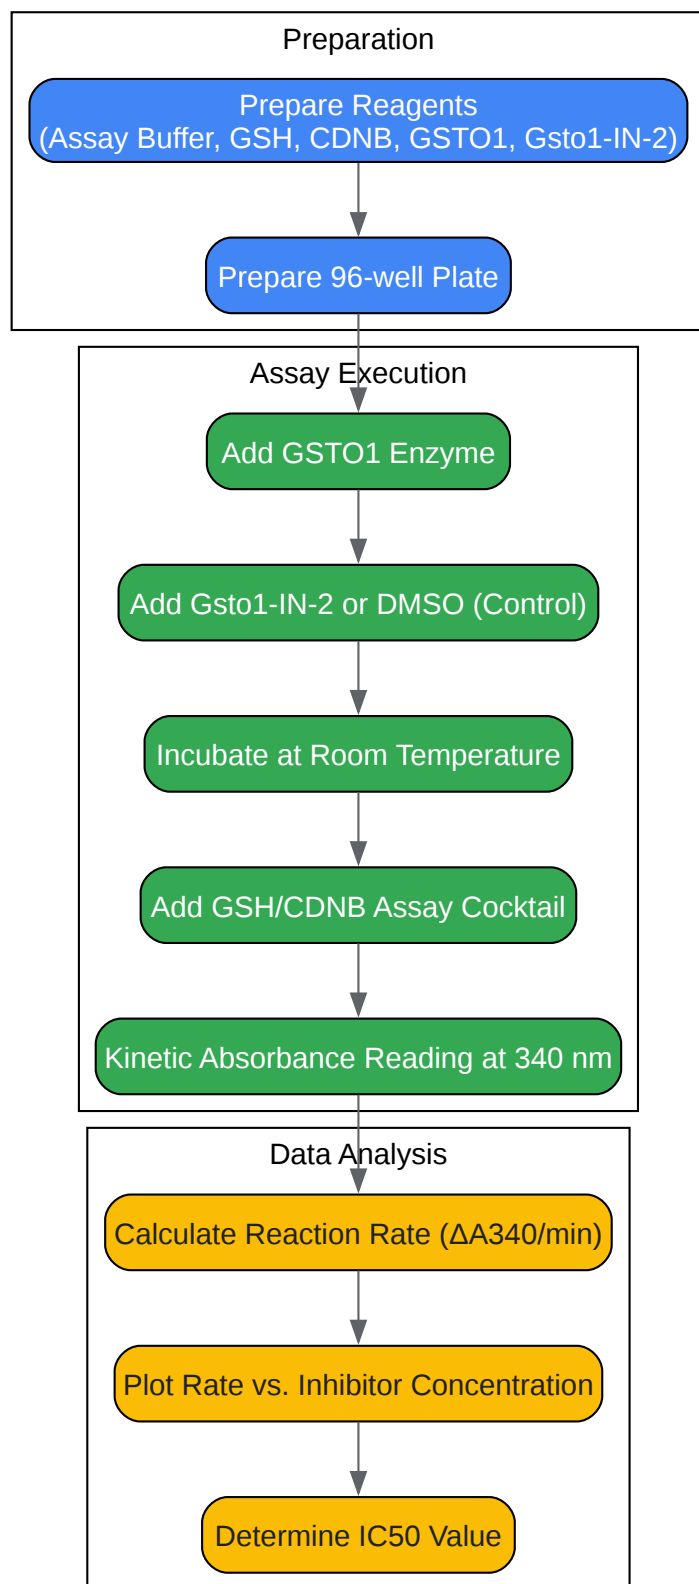 Preparation
Prepare Reagents
(Assay Buffer, GSH, CDNB, GSTO1, Gsto1-IN-2)
Prepare 96-well Plate
Assay Execution
Add GSTO1 Enzyme
Add Gsto1-IN-2 or DMSO (Control)
Incubate at Room Temperature
Add GSH/CDNB Assay Cocktail
Kinetic Absorbance Reading at 340 nm
Data Analysis
Calculate Reaction Rate (ΔA340/min)
Plot Rate vs. Inhibitor Concentration
Determine IC50 Value